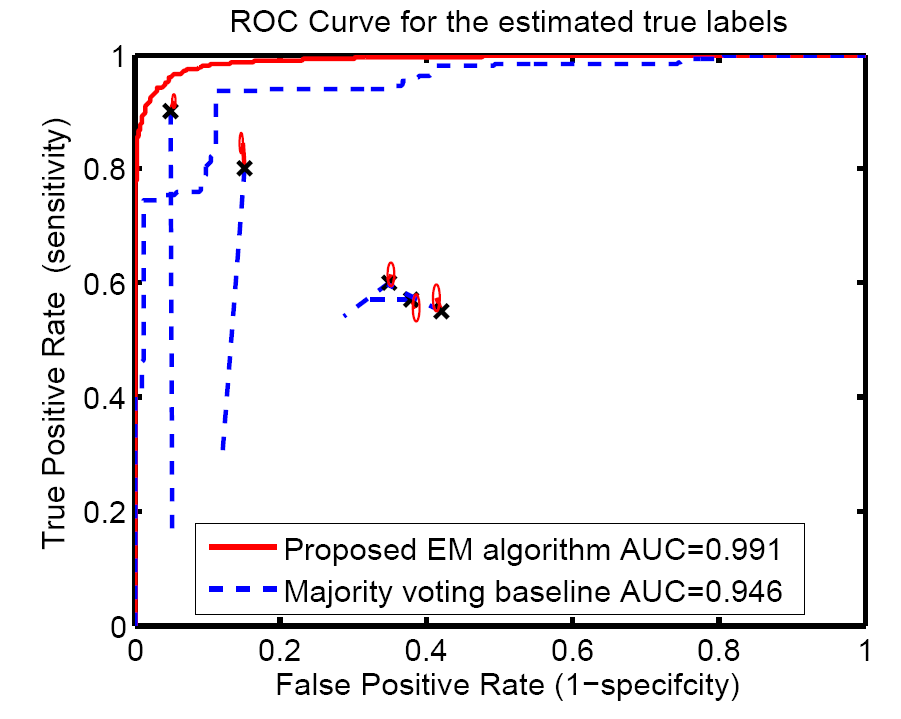 ROC Curve for the estimated true labels
1
0.8
0.6
0.4
0.2
0
True Positive Rate (sensitivity)
Proposed EM algorithm AUC=0.991
Majority voting baseline AUC=0.946
0 0.2 0.4 0.6 0.8 1
False Positive Rate (1−specifcity)